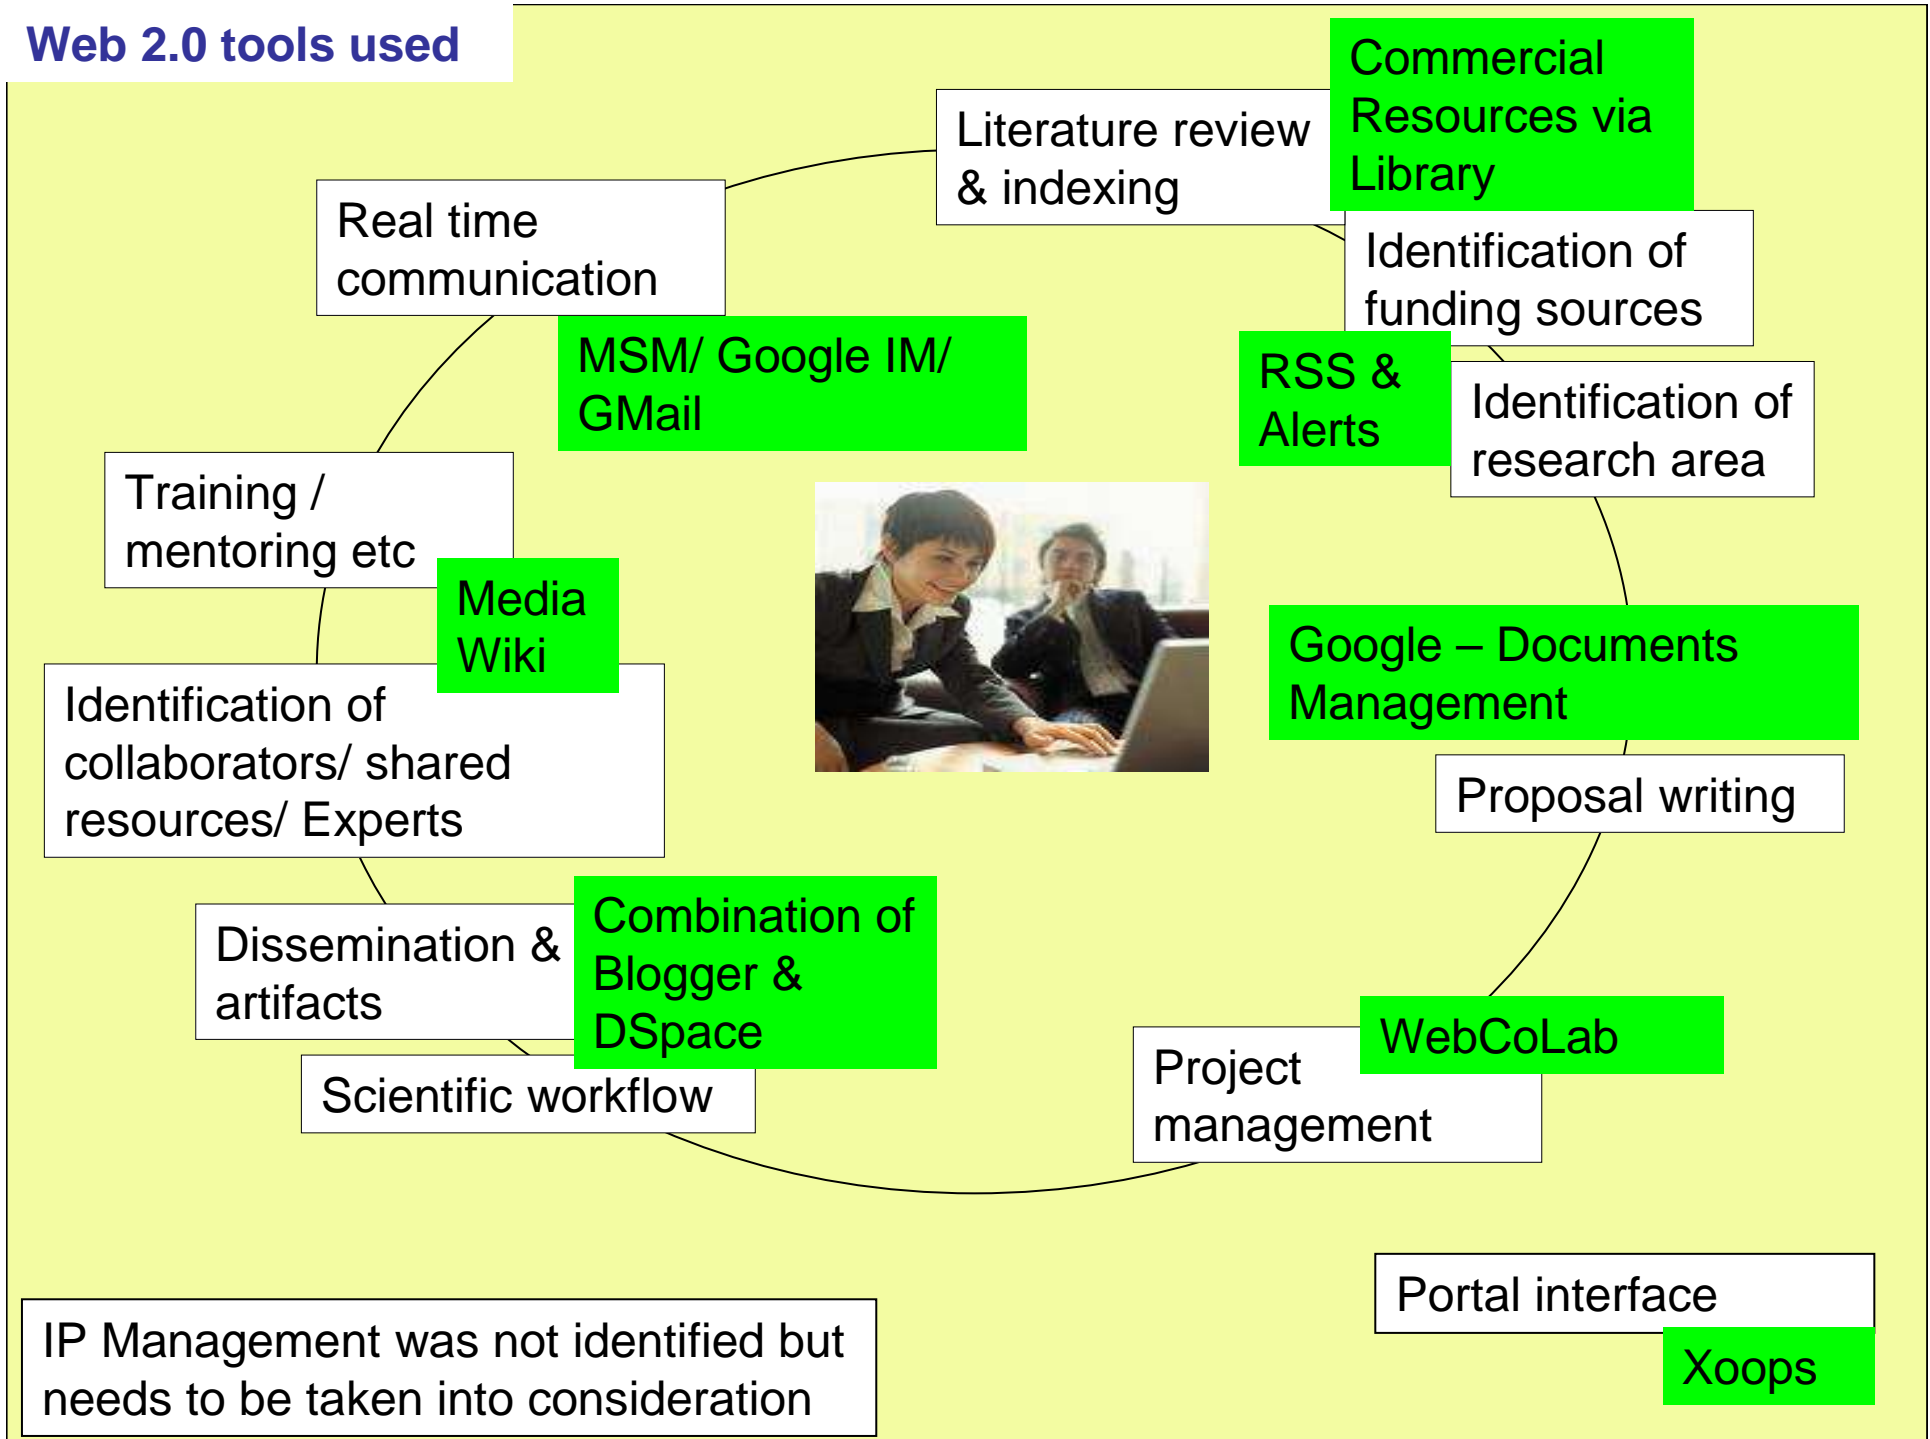 Web 2.0 tools used
Commercial
Resources via
Library
Literature review
& indexing
Real time
communication
Identification of
funding sources
MSM/ Google IM/
GMail
RSS &
Alerts
Identification of
research area
Training /
mentoring etc
Media
Wiki
Google – Documents
Management
Identification of
collaborators/ shared
resources/ Experts
Proposal writing
Dissemination &
artifacts
Combination of
Blogger &
DSpace
Scientific workflow
WebCoLab
Project
management
Portal interface
Xoops
IP Management was not identified but
needs to be taken into consideration